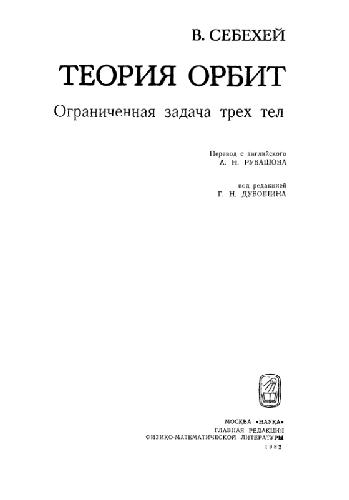 В. СЕБЕХЕЙ
ТЕОРИЯ ОРБИТ
Ограниченная задача трех тел
Перевод с английского
А. Н. РУБАШОВА
под редакцией
Г. Н. ДУБОШИНА
МОСКВА «НАУКА»
ГЛАВНАЯ РЕДАКЦИЯ
ФИЗИКО-МАТЕМАТИЧЕСКОЙ ЛИТЕРАТУРЫ
1982